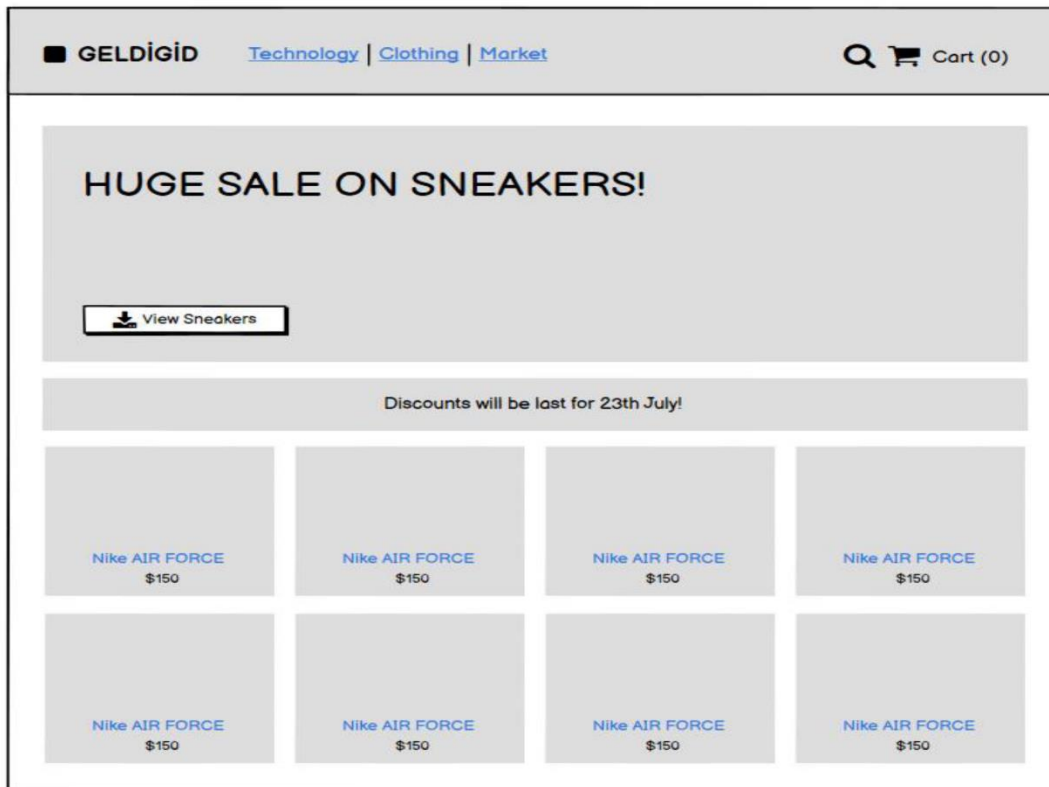 GELDİGİD Technology | Clothing | Market Cart (0)
HUGE SALE ON SNEAKERS!
View Sneakers
Discounts will be last for 23th July!
Nike AIR FORCE Nike AIR FORCE Nike AIR FORCE Nike AIR FORCE
$150 $150 $150 $150
Nike AIR FORCE Nike AIR FORCE Nike AIR FORCE Nike AIR FORCE
$150 $150 $150 $150